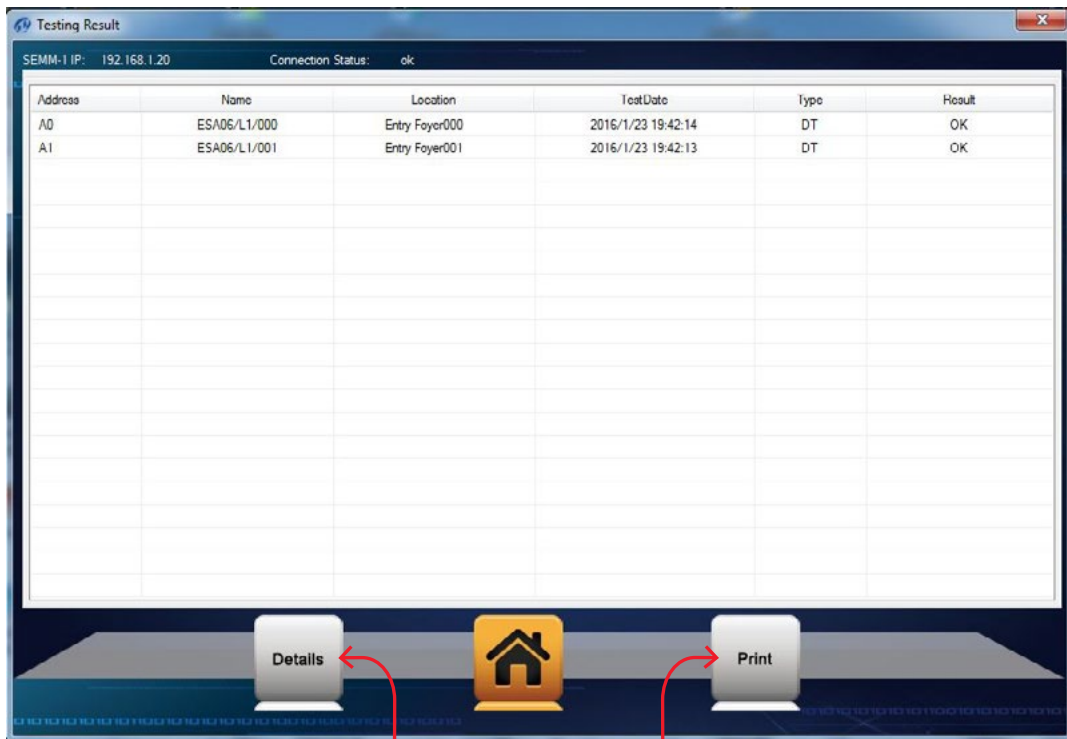 Testing Result
SEMM-1 IP: 192.168.1.20 Connection Status: ok
Address Name Location TestDate Type Result
A0 ESA06/L1/000 Entry Foyer000 2016/1/23 19:42:14 DT OK
A1 ESA06/L1/001 Entry Foyer001 2016/1/23 19:42:13 DT OK
Details Print